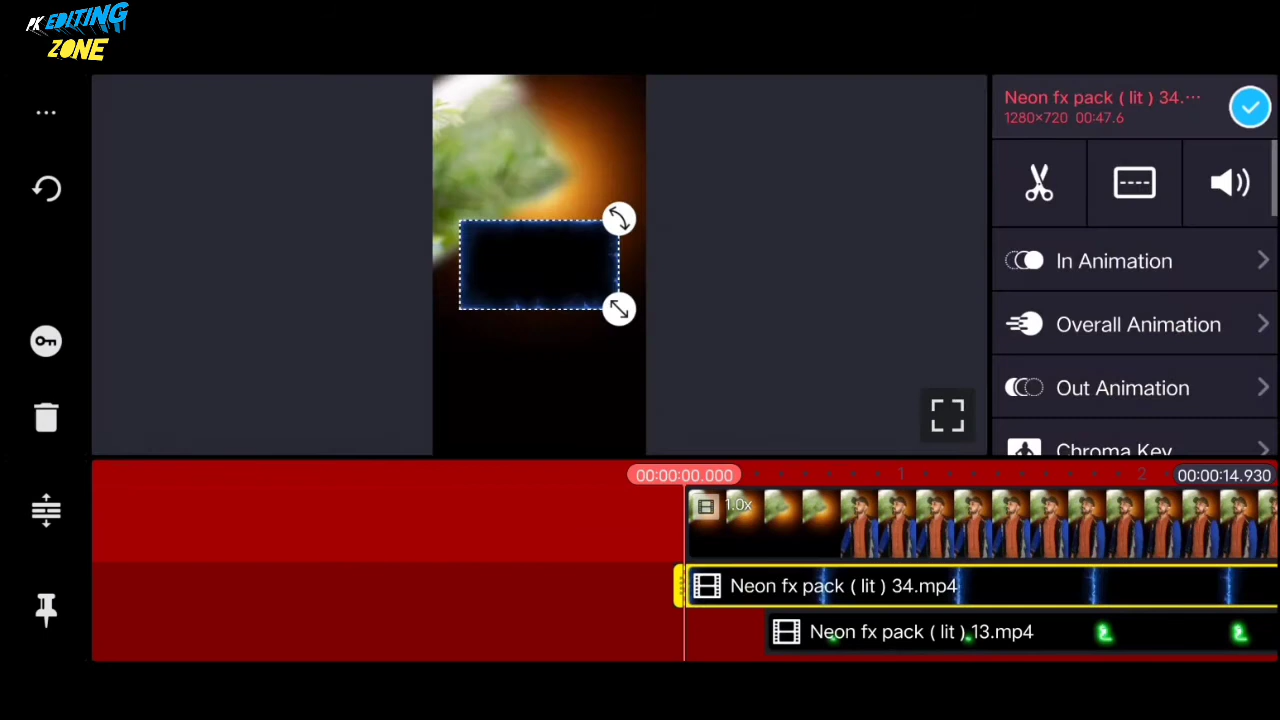 PK EDITING
ZONE
Neon fx pack ( lit ) 34.···
1280×720 00:47.6
In Animation
Overall Animation
Out Animation
Chroma Key
00:00:00.000
1
2
00:00:14.930
1.0x
Neon fx pack ( lit ) 34.mp4
Neon fx pack ( lit ) 13.mp4